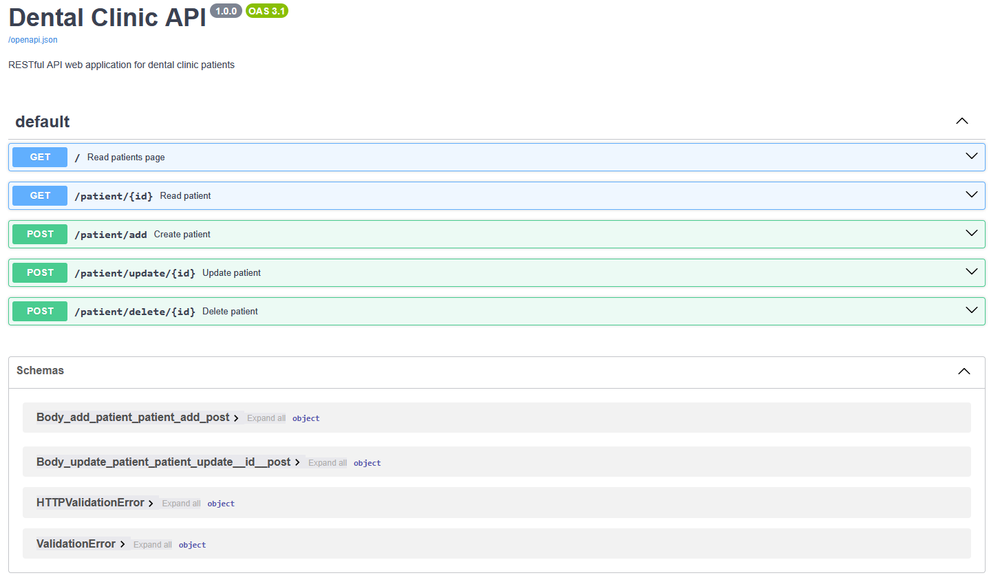 Dental Clinic API 1.0.0 OAS 3.1
/openapi.json
RESTful API web application for dental clinic patients
default
GET / Read patients page
GET /patient/{id} Read patient
POST /patient/add Create patient
POST /patient/update/{id} Update patient
POST /patient/delete/{id} Delete patient
Schemas
Body_add_patient_patient_add_post Expand all object
Body_update_patient_patient_update__id__post Expand all object
HTTPValidationError Expand all object
ValidationError Expand all object